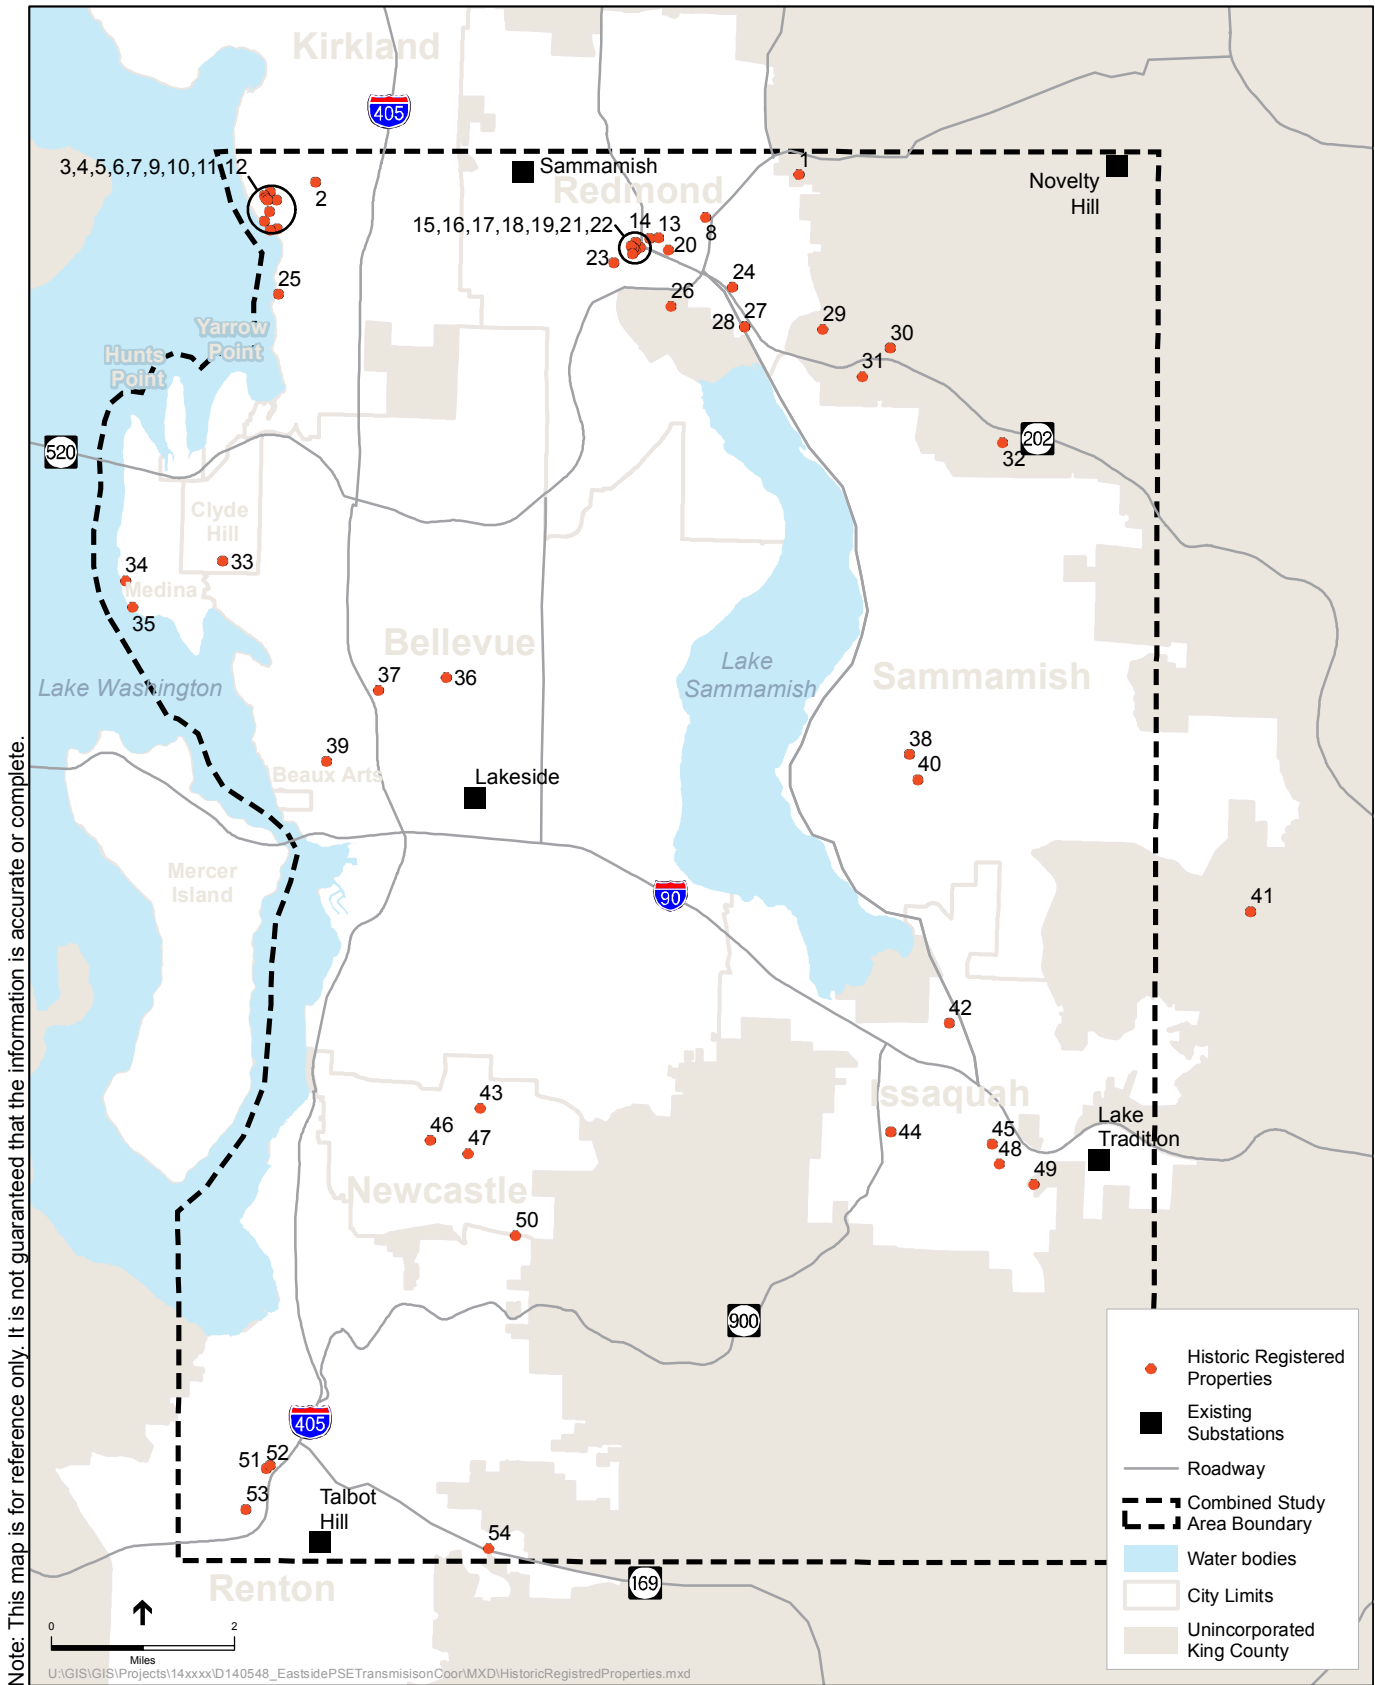 Kirkland
405
3,4,5,6,7,9,10,11,12
2
Sammamish
1
Novelty
Hill
Redmond
15,16,17,18,19,21,22
14
13
8
20
23
24
25
26
27
28
29
30
31
Yarrow
Point
Hunts
Point
202
32
520
Clyde
Hill
33
34
Medina
35
Bellevue
Lake
Sammamish
Sammamish
Lake Washington
37
36
38
40
39
Beaux Arts
Lakeside
Mercer
Island
90
41
42
Issaquah
43
46
47
44
45
48
49
Lake
Tradition
Newcastle
50
900
405
51
52
53
Talbot
Hill
54
169
Renton
Historic Registered
Properties
Existing
Substations
Roadway
Combined Study
Area Boundary
Water bodies
City Limits
Unincorporated
King County
0
2
Miles
U:\GIS\GIS\Projects\14xxxx\D140548_EastsidePSETransmisisonCoor\MXD\HistoricRegistredProperties.mxd
Note: This map is for reference only. It is not guaranteed that the information is accurate or complete.